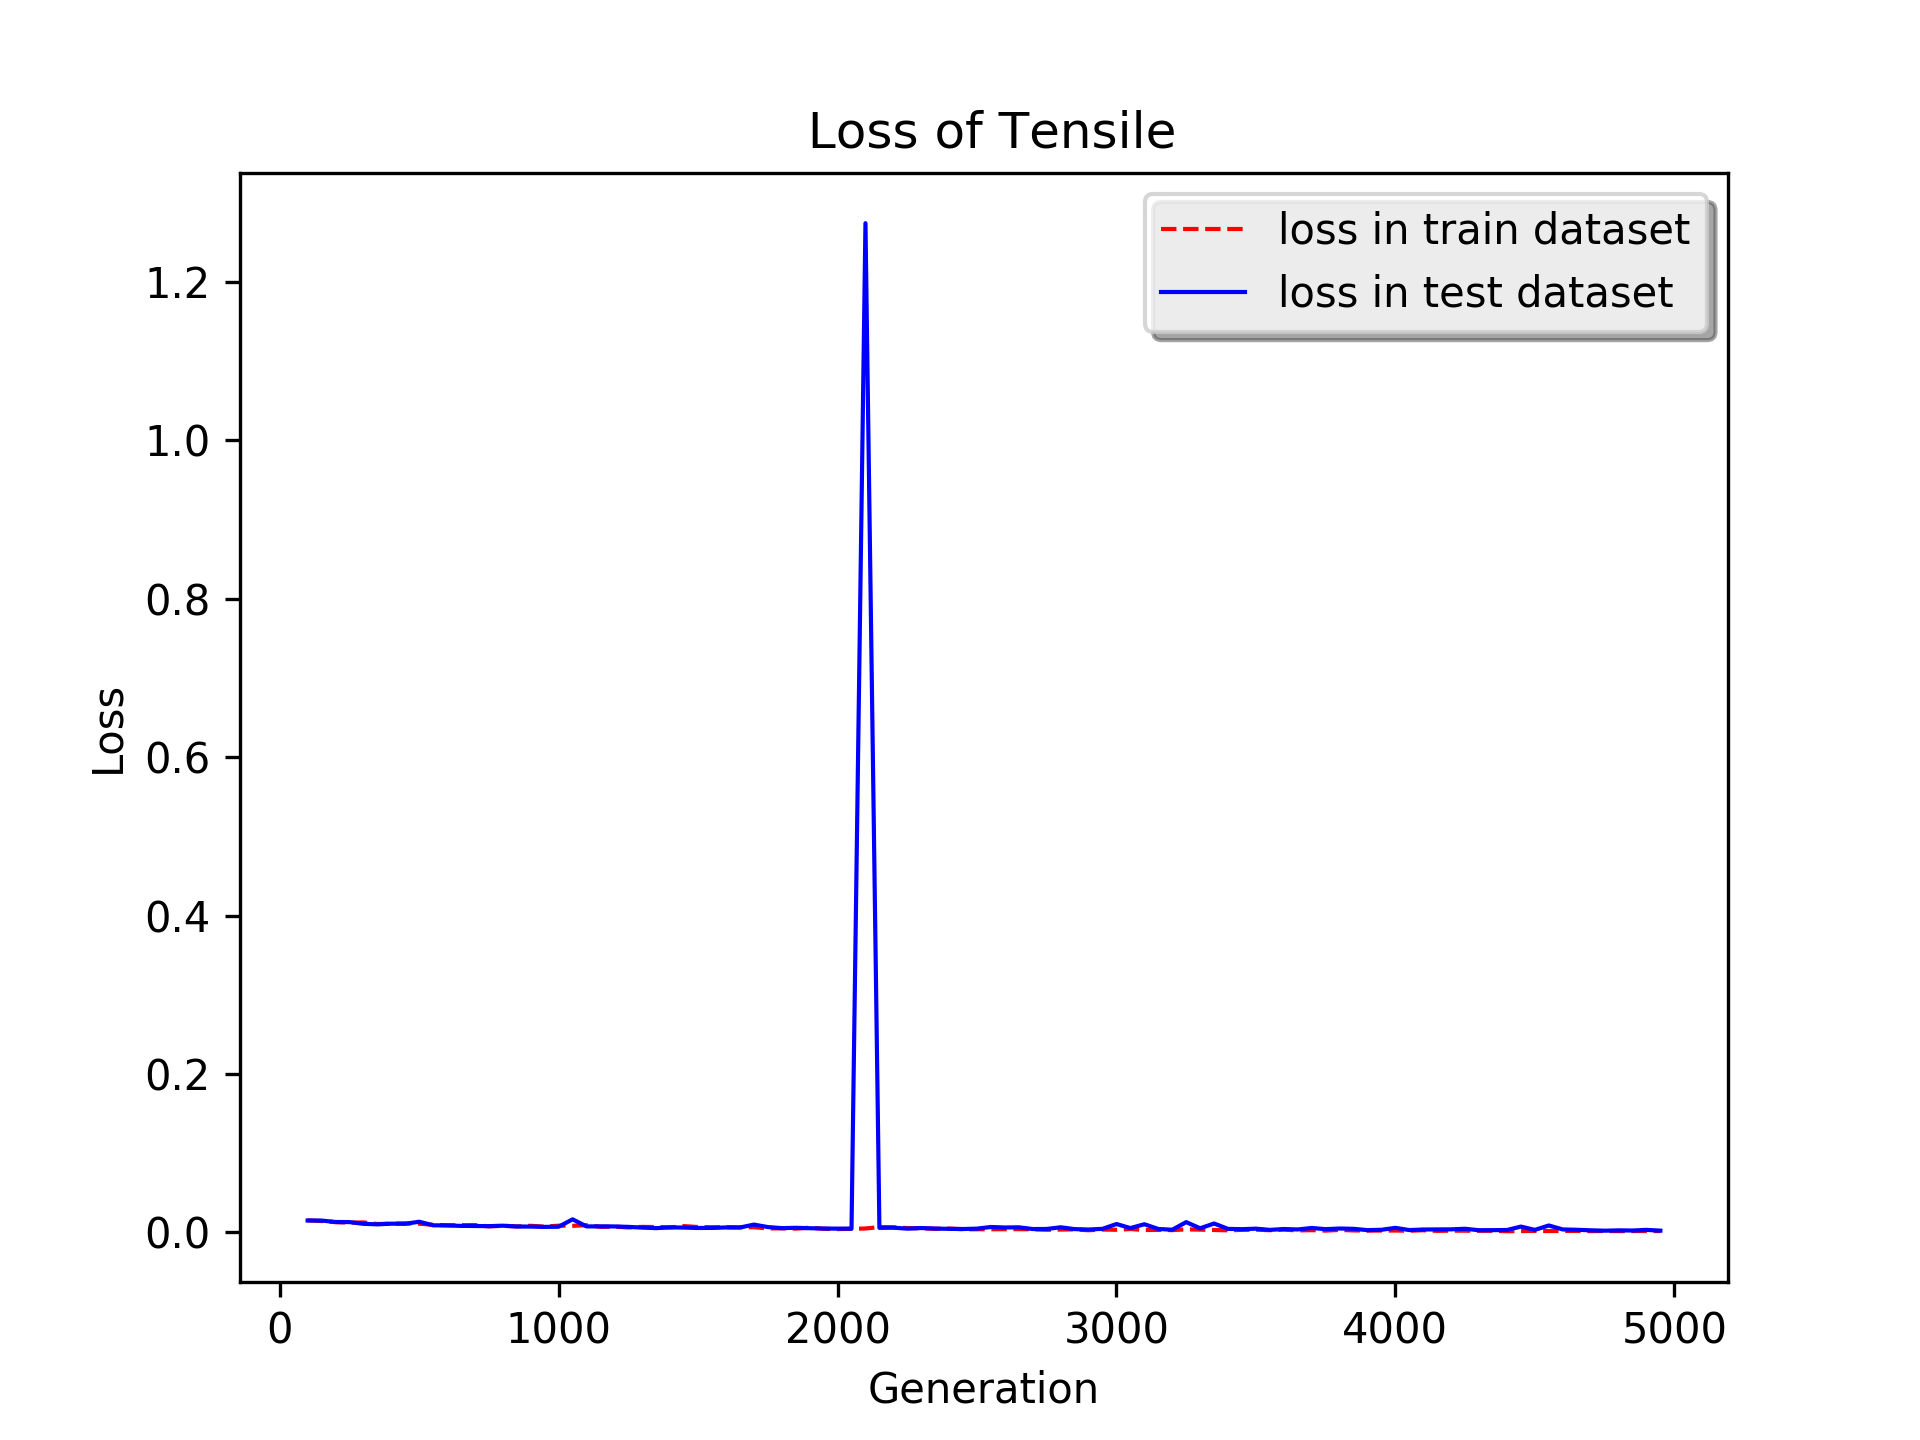 Loss of Tensile
loss in train dataset
loss in test dataset
1.2
1.0
0.8
0.6
0.4
0.2
0.0
Loss
0 1000 2000 3000 4000 5000
Generation